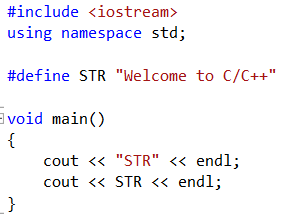 #include <iostream>
using namespace std;
#define STR "Welcome to C/C++"
void main()
{
    cout << "STR" << endl;
    cout << STR << endl;
}